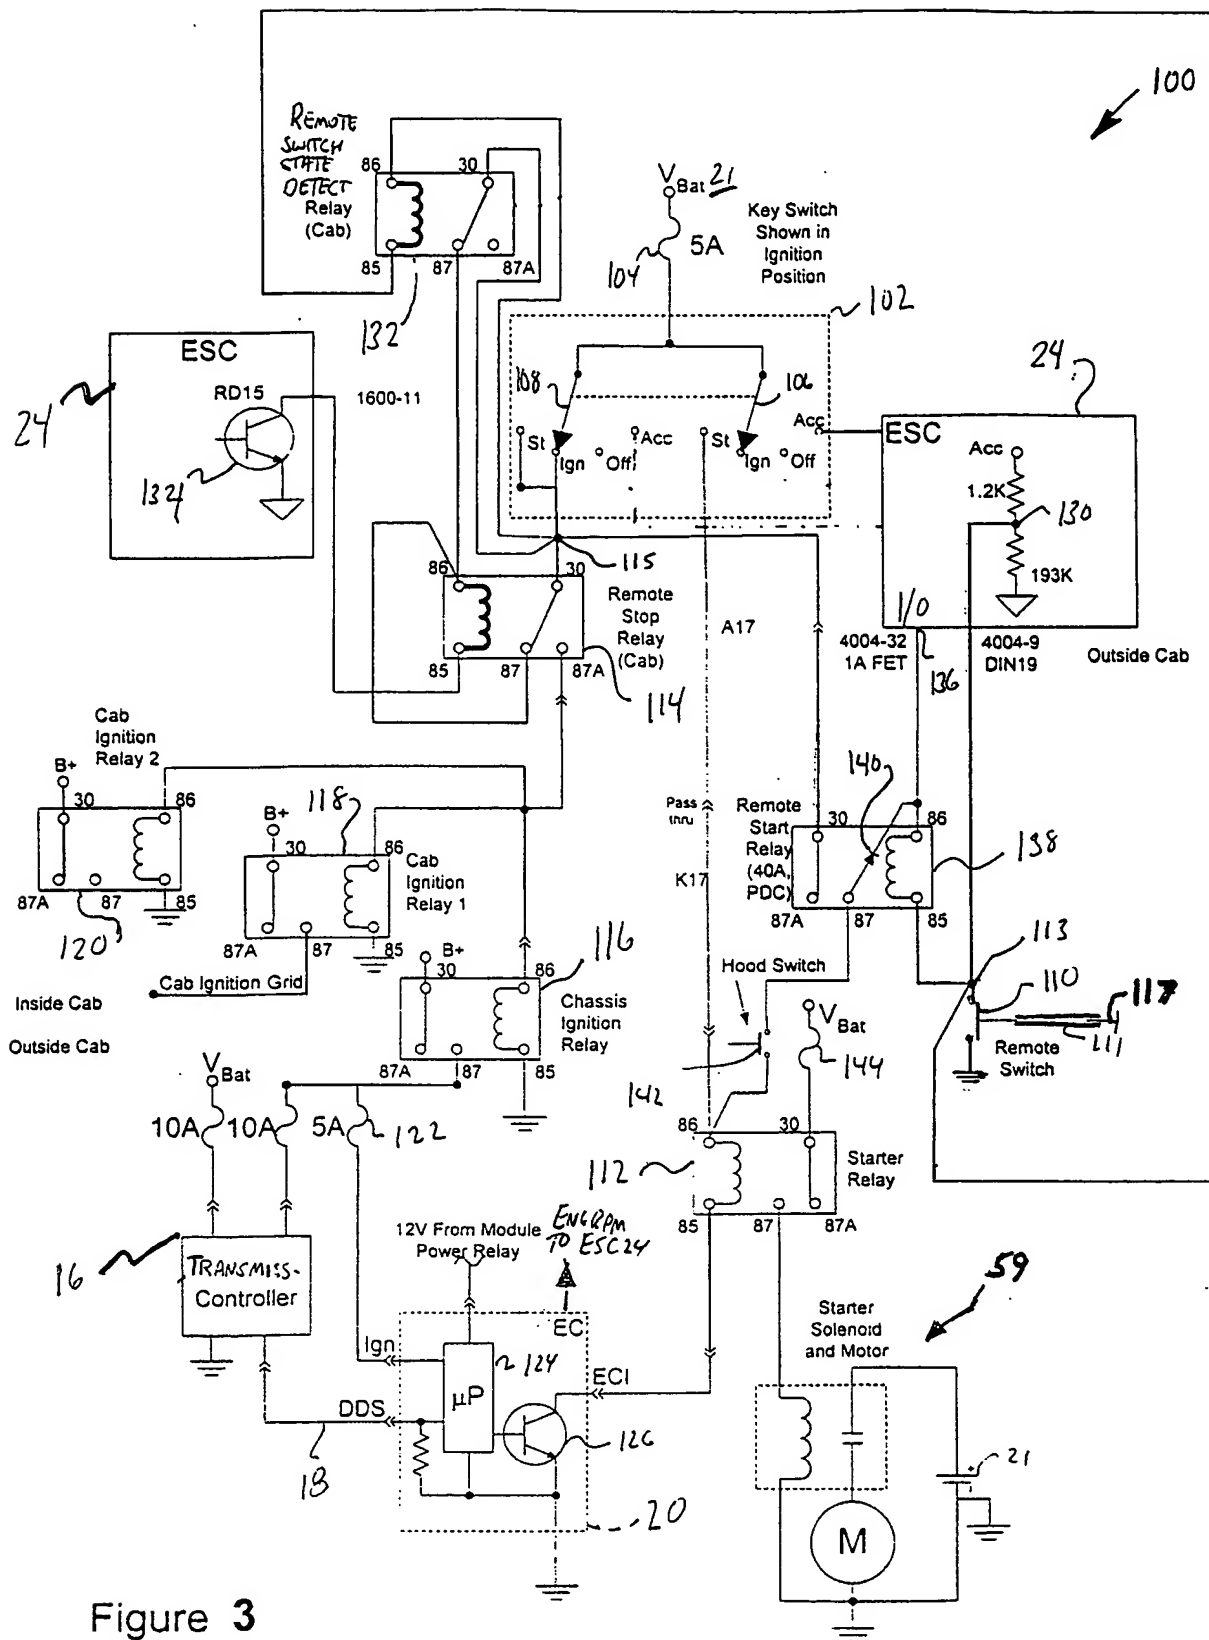 100
REMOTE
SWITCH
STATE
DETECT
Relay
(Cab)
86
30
85
87
87A
132
V Bat 21
5A
104
Key Switch
Shown in
Ignition
Position
102
108
106
St
Ign
Off
Acc
St
Ign
Off
Acc
ESC
RD15
24
134
1600-11
24
ESC
Acc
1.2K
130
193K
I/O
4004-32
1A FET
136
4004-9
DIN19
Outside Cab
115
86
30
85
87
87A
Remote
Stop
Relay
(Cab)
114
A17
Cab
Ignition
Relay 2
B+
30
86
87A
87
85
120
118
B+
30
86
Cab
Ignition
Relay 1
87A
87
85
Cab Ignition Grid
Inside Cab
Outside Cab
116
B+
30
86
Chassis
Ignition
Relay
87A
87
85
Pass
thru
K17
140
Remote
Start
Relay
(40A,
PDC)
30
86
138
87A
87
85
113
110
117
111
Remote
Switch
Hood Switch
142
V Bat
144
V Bat
10A
10A
5A
122
86
30
112
Starter
Relay
85
87
87A
16
TRANSMISS-
Controller
12V From Module
Power Relay
ENG RPM
TO ESC24
EC
Ign
124
µP
ECI
DDS
126
18
20
59
Starter
Solenoid
and Motor
21
M
Figure 3